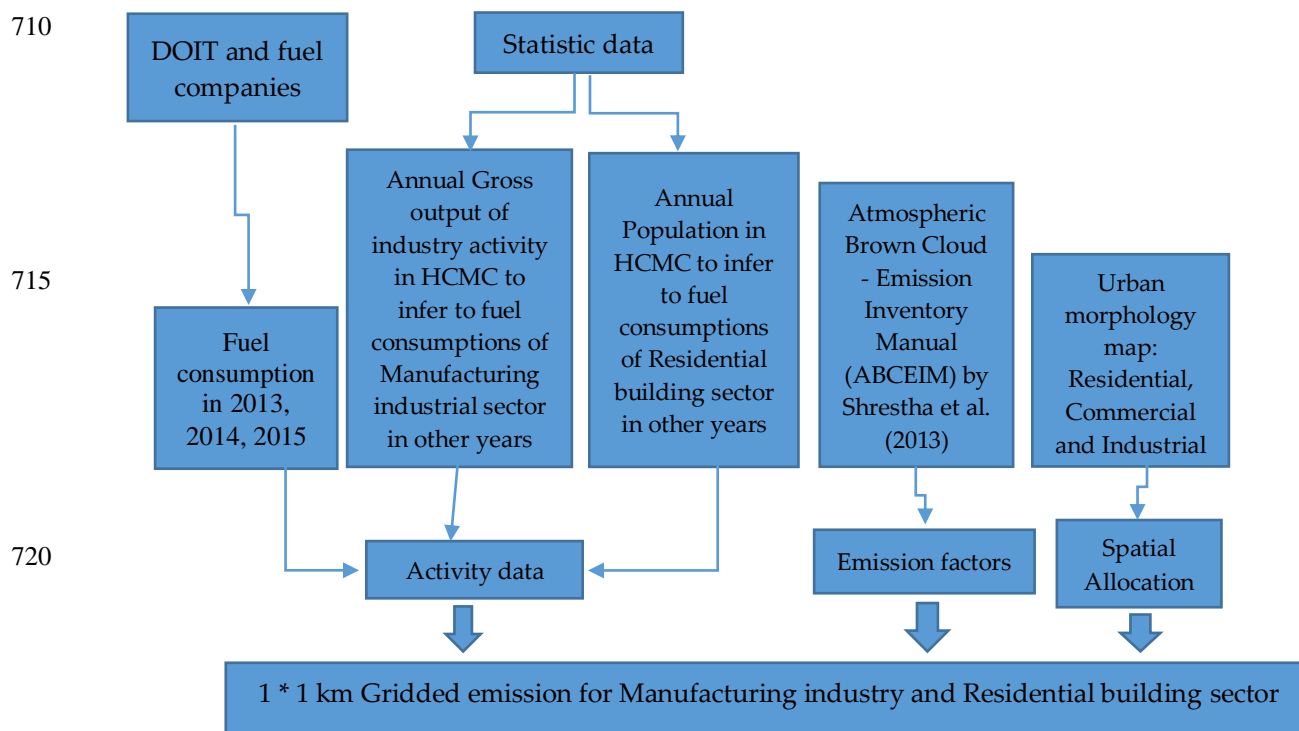 710
DOIT and fuel
companies
Statistic data
Annual Gross
output of
industry activity
in HCMC to
infer to fuel
consumptions of
Manufacturing
industrial sector
in other years
Annual
Population in
HCMC to infer
to fuel
consumptions
of Residential
building sector
in other years
Atmospheric
Brown Cloud
- Emission
Inventory
Manual
(ABCEIM) by
Shrestha et al.
(2013)
715
Urban
morphology
map:
Residential,
Commercial
and Industrial
Fuel
consumption
in 2013,
2014, 2015
720
Activity data
Emission factors
Spatial
Allocation
1 * 1 km Gridded emission for Manufacturing industry and Residential building sector